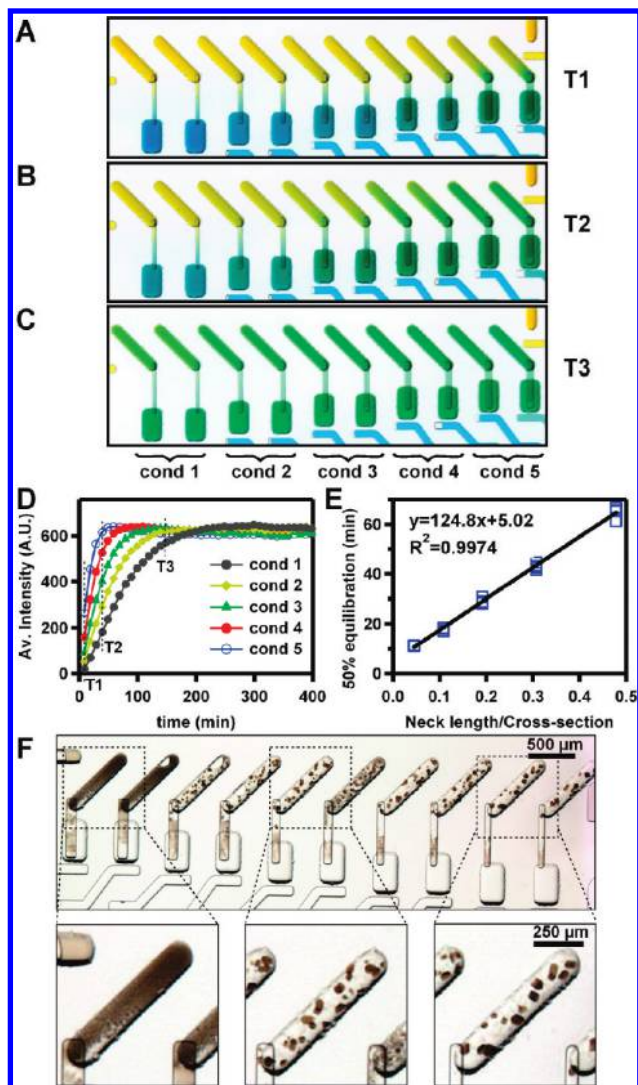 A
T1
B
T2
C
T3
cond 1
cond 2
cond 3
cond 4
cond 5
D
Av. Intensity (A.U.)
600
400
200
0
T3
T2
T1
cond 1
cond 2
cond 3
cond 4
cond 5
0 100 200 300 400
time (min)
E
50% equilibration (min)
60
40
20
0
y=124.8x+5.02
R²=0.9974
0.0 0.1 0.2 0.3 0.4 0.5
Neck length/Cross-section
F
500 µm
250 µm